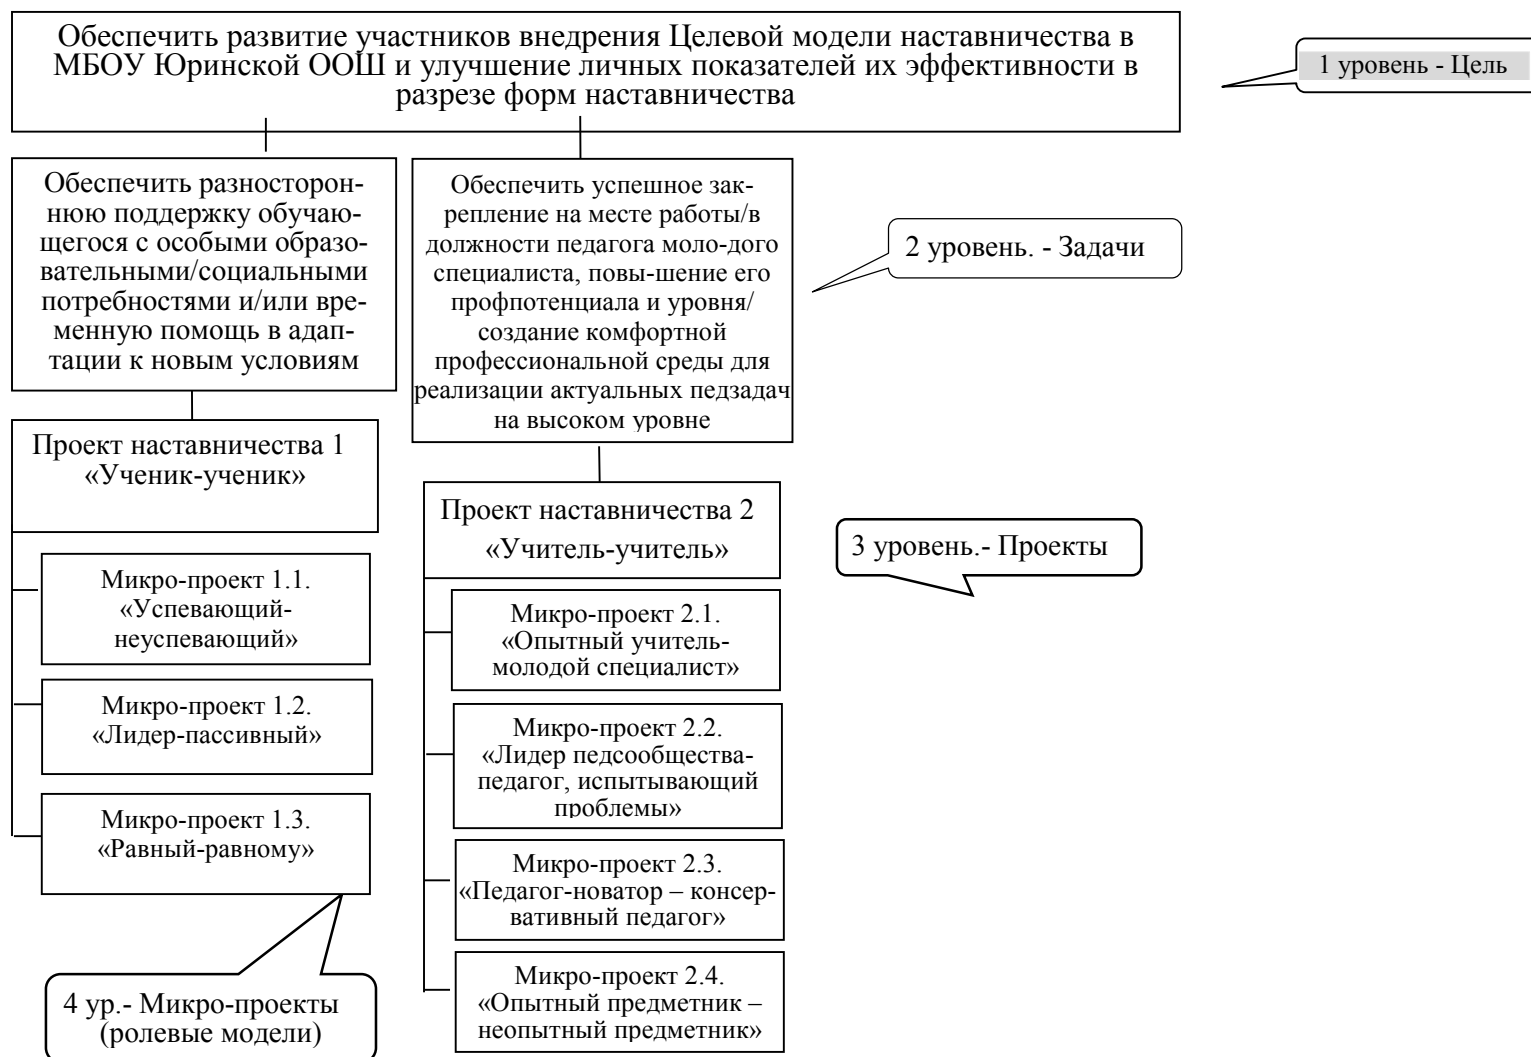 Обеспечить развитие участников внедрения Целевой модели наставничества в
МБОУ Юринской ООШ и улучшение личных показателей их эффективности в
разрезе форм наставничества
1 уровень - Цель
Обеспечить разносторон-
нюю поддержку обучаю-
щегося с особыми образо-
вательными/социальными
потребностями и/или вре-
менную помощь в адап-
тации к новым условиям
Обеспечить успешное зак-
репление на месте работы/в
должности педагога моло-дого
специалиста, повы-шение его
профпотенциала и уровня/
создание комфортной
профессиональной среды для
реализации актуальных педзадач
на высоком уровне
2 уровень. - Задачи
Проект наставничества 1
«Ученик-ученик»
Проект наставничества 2
«Учитель-учитель»
3 уровень.- Проекты
Микро-проект 1.1.
«Успевающий-
неуспевающий»
Микро-проект 1.2.
«Лидер-пассивный»
Микро-проект 1.3.
«Равный-равному»
4 ур.- Микро-проекты
(ролевые модели)
Микро-проект 2.1.
«Опытный учитель-
молодой специалист»
Микро-проект 2.2.
«Лидер педсообщества-
педагог, испытывающий
проблемы»
Микро-проект 2.3.
«Педагог-новатор – консер-
вативный педагог»
Микро-проект 2.4.
«Опытный предметник –
неопытный предметник»